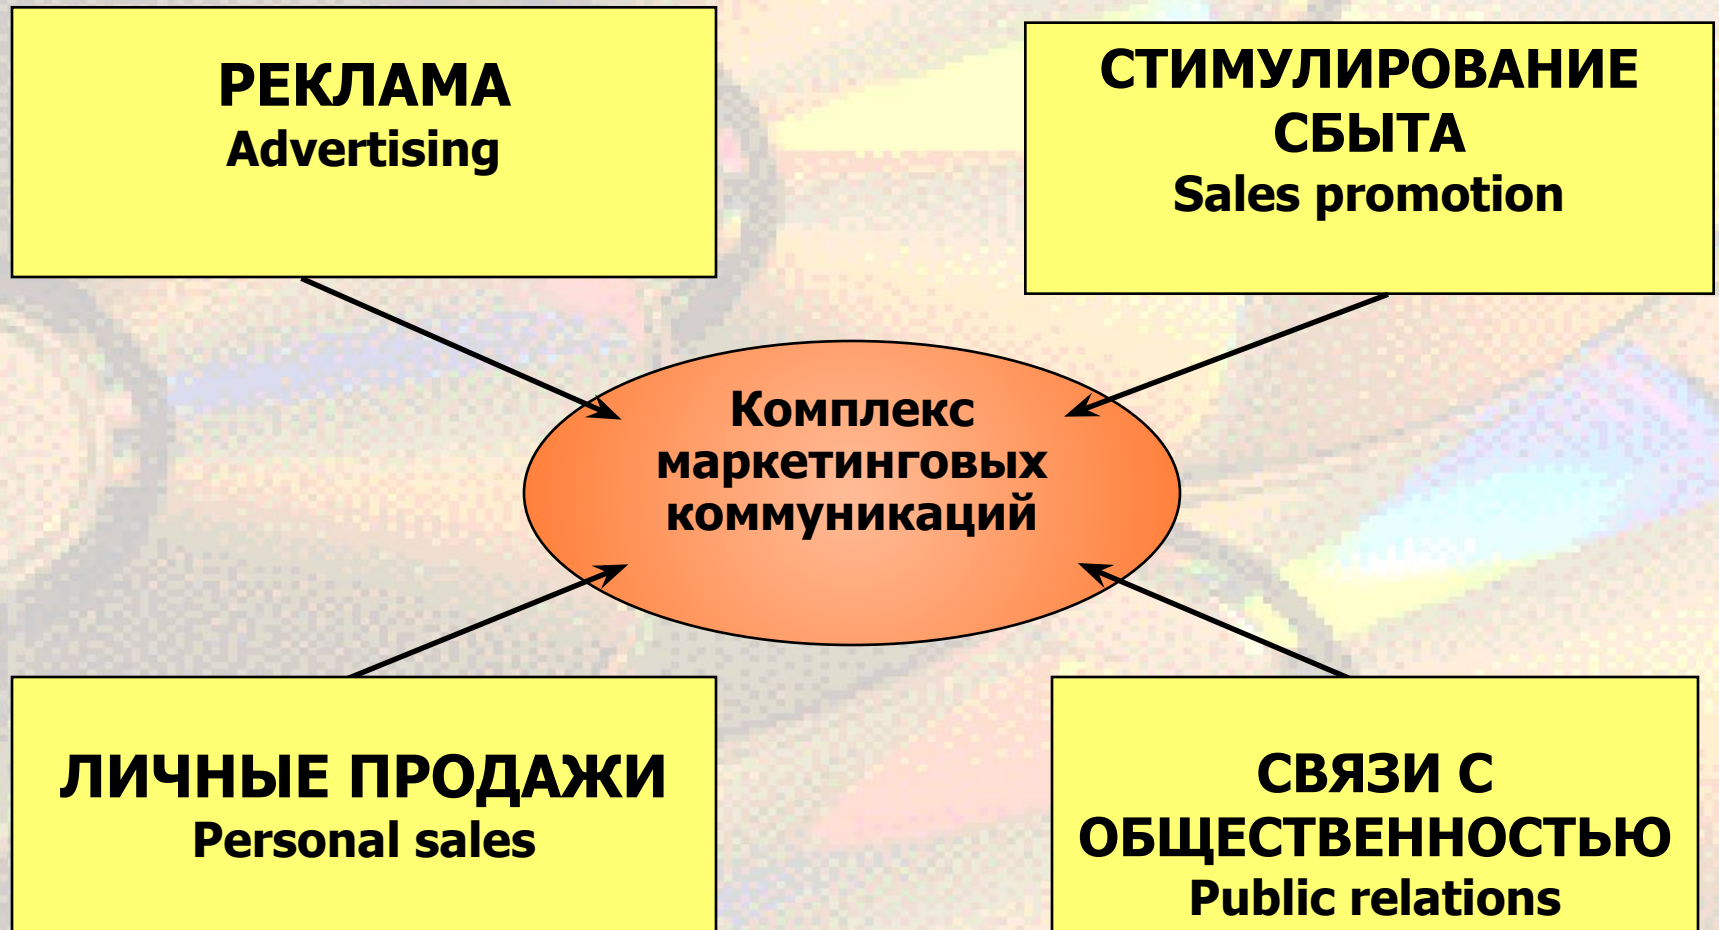 РЕКЛАМА
Advertising
СТИМУЛИРОВАНИЕ
СБЫТА
Sales promotion
Комплекс
маркетинговых
коммуникаций
ЛИЧНЫЕ ПРОДАЖИ
Personal sales
СВЯЗИ С
ОБЩЕСТВЕННОСТЬЮ
Public relations